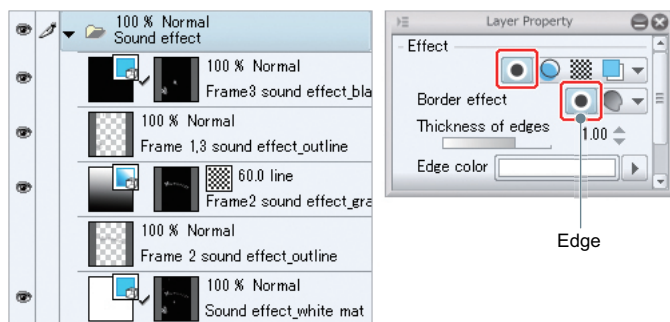 100 % Normal
Sound effect
100 % Normal
Frame3 sound effect_bla
100 % Normal
Frame 1,3 sound effect_outline
60.0 line
Frame2 sound effect_gra
100 % Normal
Frame 2 sound effect_outline
100 % Normal
Sound effect_white mat
Layer Property
Effect
Border effect
Thickness of edges
1.00
Edge color
Edge